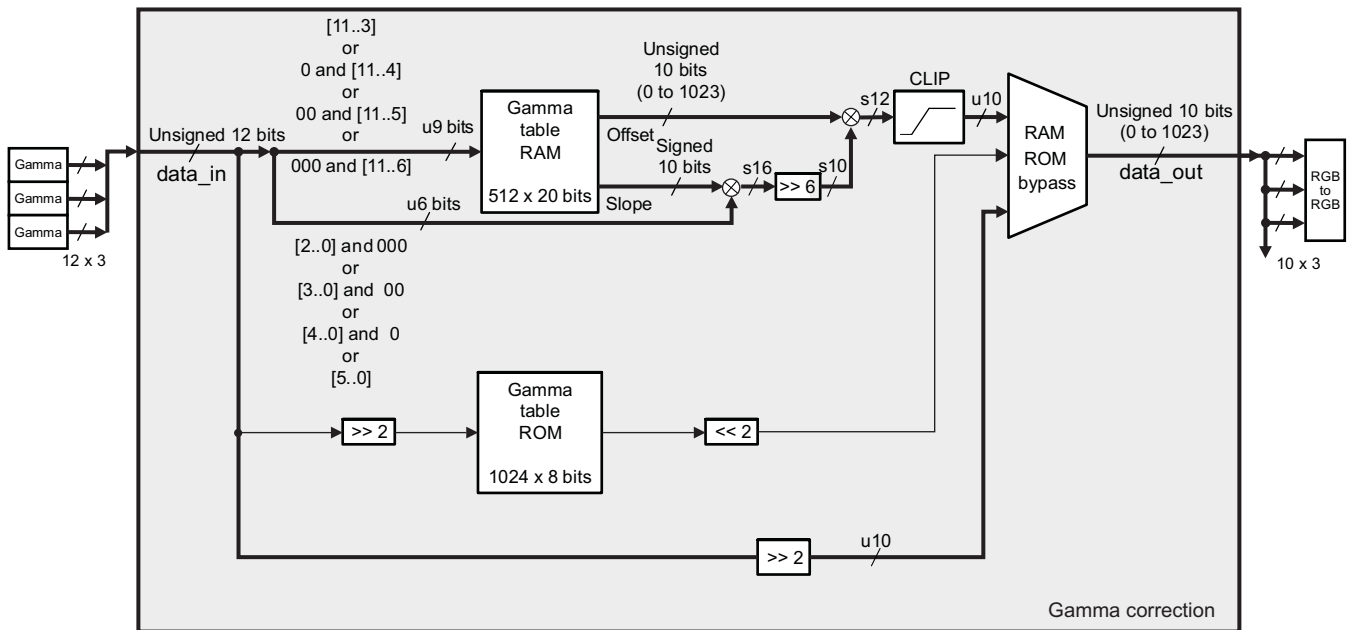 [11..3]
or
0 and [11..4]
or
00 and [11..5]
or
000 and [11..6]
Unsigned 12 bits
data_in
Gamma
Gamma
Gamma
12 x 3
u9 bits
u6 bits
Gamma
table
RAM
512 x 20 bits
Unsigned
10 bits
(0 to 1023)
Offset
Signed
10 bits
Slope
s16
>> 6
s10
s12
CLIP
u10
RAM
ROM
bypass
Unsigned 10 bits
(0 to 1023)
data_out
RGB
to
RGB
10 x 3
[2..0] and 000
or
[3..0] and 00
or
[4..0] and 0
or
[5..0]
>> 2
Gamma
table
ROM
1024 x 8 bits
<< 2
>> 2
u10
Gamma correction